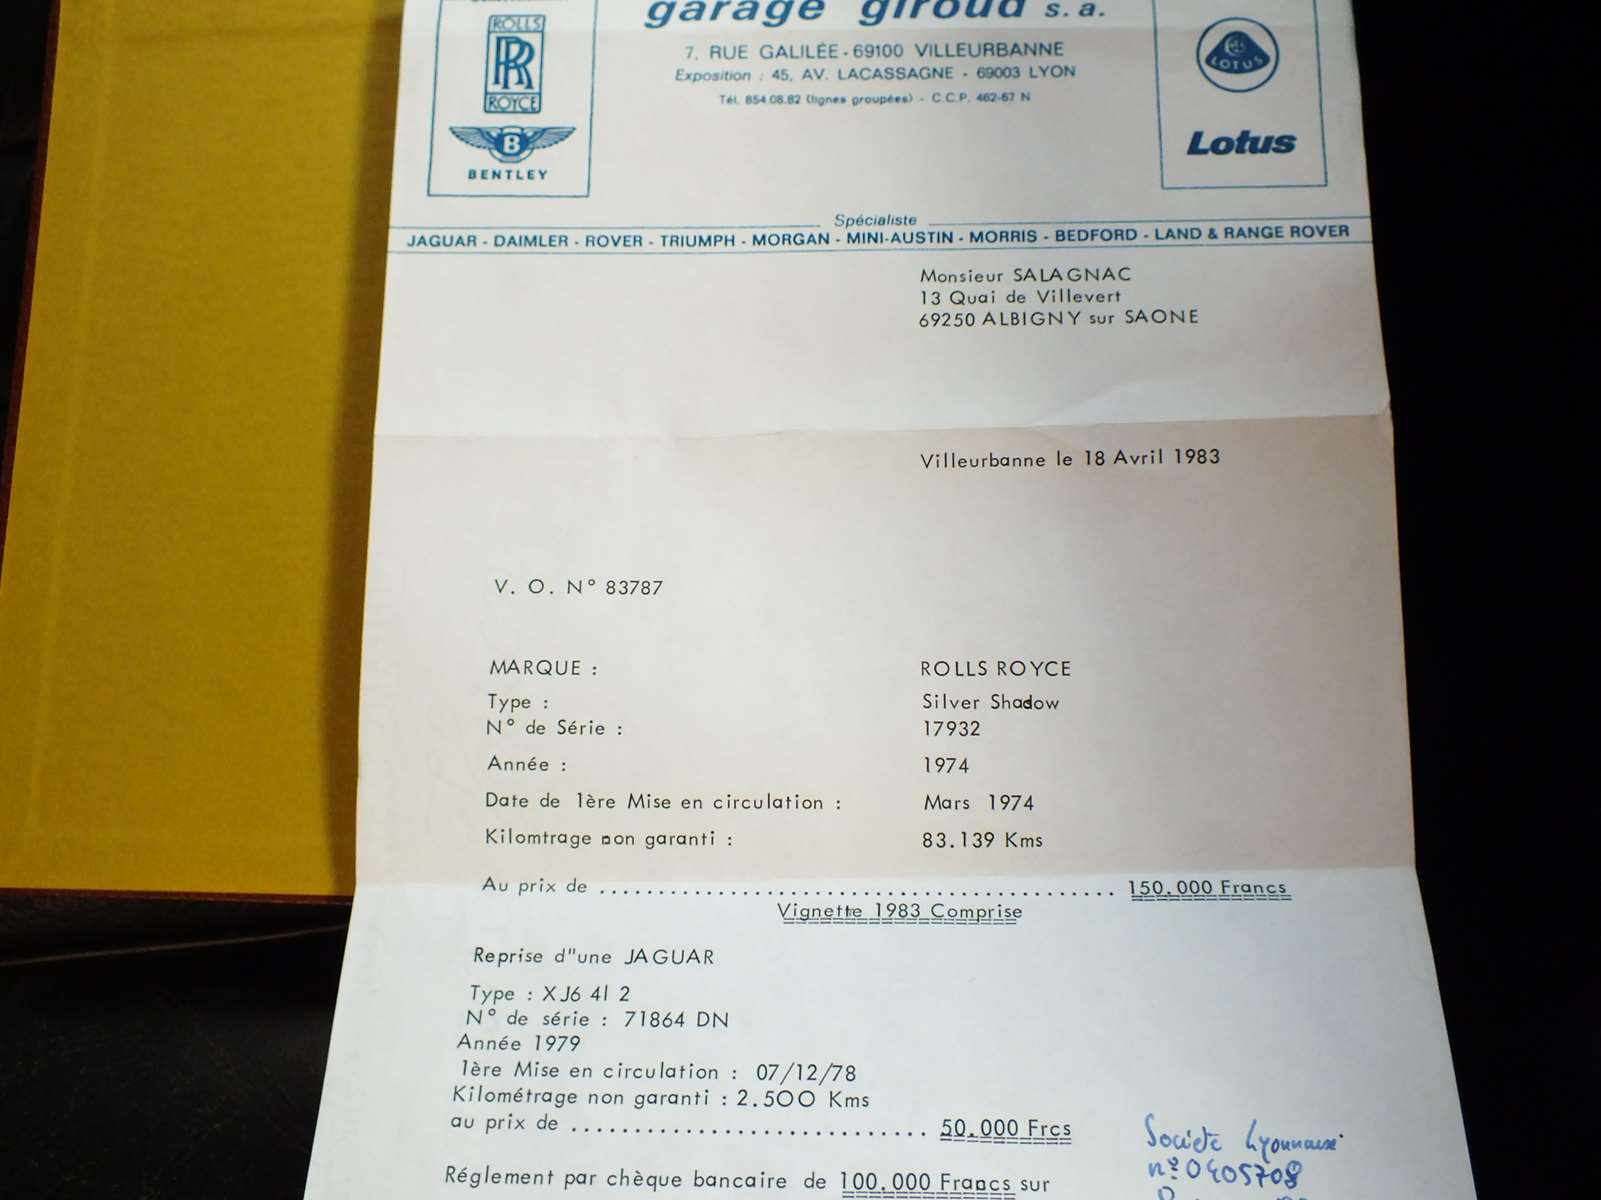 ROLLS
RR
ROYCE
B
BENTLEY
garage giroud s.a.
7, RUE GALILÉE - 69100 VILLEURBANNE
Exposition : 45, AV. LACASSAGNE - 69003 LYON
Tél. 854.08.82 (lignes groupées) - C.C.P. 462-67 N
LOTUS
Lotus
Spécialiste
JAGUAR - DAIMLER - ROVER - TRIUMPH - MORGAN - MINI-AUSTIN - MORRIS - BEDFORD - LAND & RANGE ROVER
Monsieur SALAGNAC
13 Quai de Villevert
69250 ALBIGNY sur SAONE
Villeurbanne le 18 Avril 1983
V. O. N° 83787
MARQUE : ROLLS ROYCE
Type : Silver Shadow
N° de Série : 17932
Année : 1974
Date de 1ère Mise en circulation : Mars 1974
Kilomtrage non garanti : 83.139 Kms
Au prix de ............................................ 150.000 Francs
Vignette 1983 Comprise
Reprise d"une JAGUAR
Type : XJ6 4l 2
N° de série : 71864 DN
Année 1979
1ère Mise en circulation : 07/12/78
Kilométrage non garanti : 2.500 Kms
au prix de .............................. 50.000 Frcs
Société Lyonnaise
n° 0405708
Réglement par chèque bancaire de 100.000 Francs sur